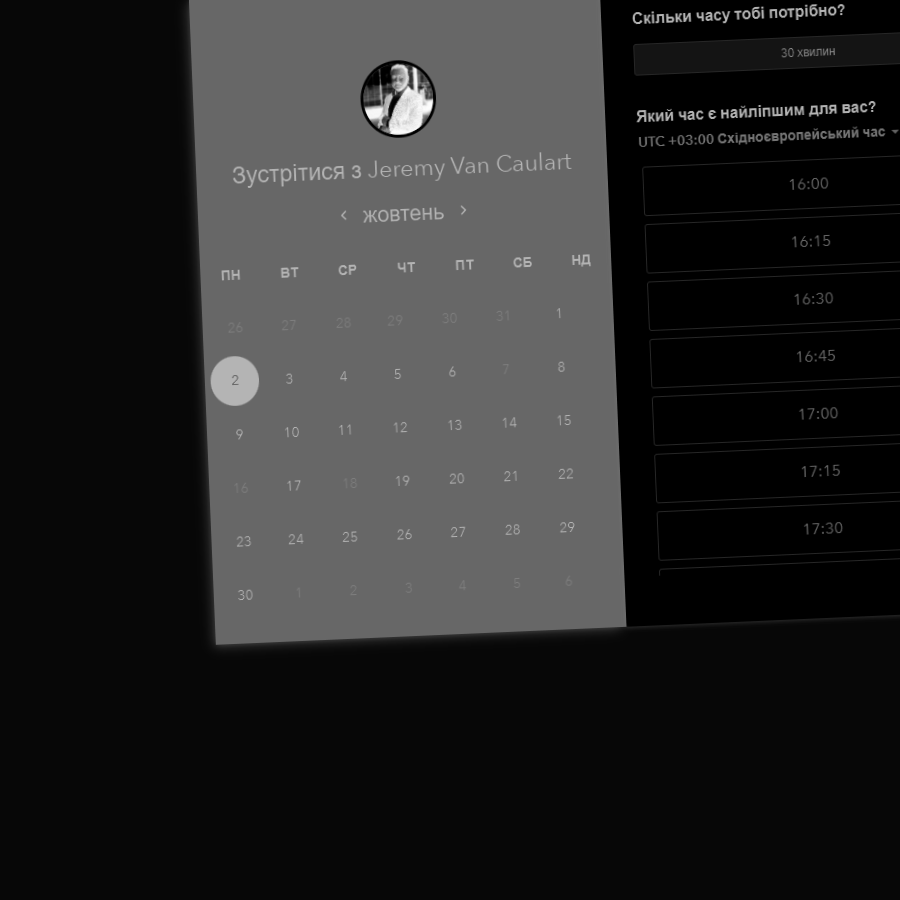 Зустрітися з Jeremy Van Caulart
‹ жовтень ›
ПН ВТ СР ЧТ ПТ СБ НД
26 27 28 29 30 31 1
2 3 4 5 6 7 8
9 10 11 12 13 14 15
16 17 18 19 20 21 22
23 24 25 26 27 28 29
30 1 2 3 4 5 6
Скільки часу тобі потрібно?
30 хвилин
Який час є найліпшим для вас?
UTC +03:00 Східноєвропейський час
16:00
16:15
16:30
16:45
17:00
17:15
17:30